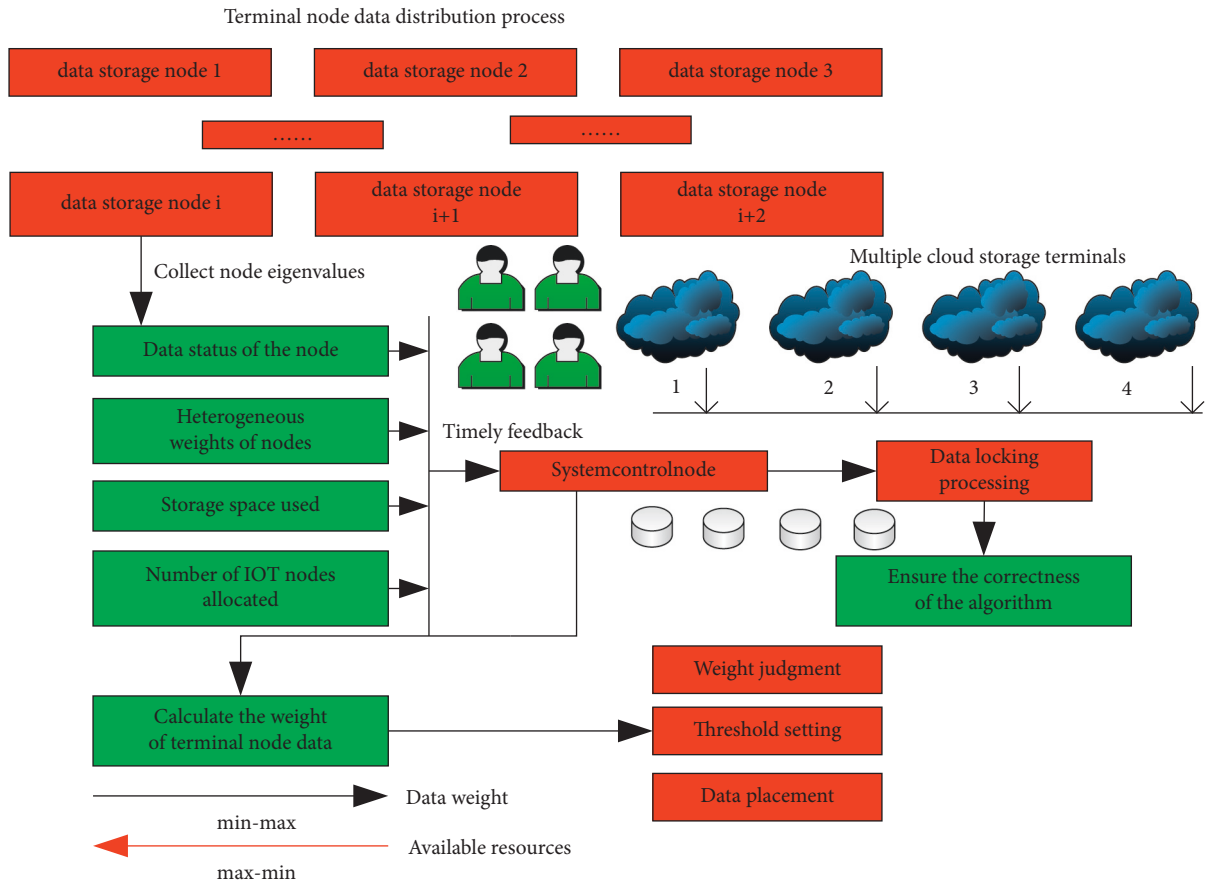 Terminal node data distribution process
data storage node 1
data storage node 2
data storage node 3
......
......
data storage node i
data storage node
i+1
data storage node
i+2
Collect node eigenvalues
Multiple cloud storage terminals
Data status of the node
1
2
3
4
Heterogeneous
weights of nodes
Timely feedback
Systemcontrolnode
Data locking
processing
Storage space used
Number of IOT nodes
allocated
Ensure the correctness
of the algorithm
Weight judgment
Calculate the weight
of terminal node data
Threshold setting
Data placement
Data weight
min-max
Available resources
max-min